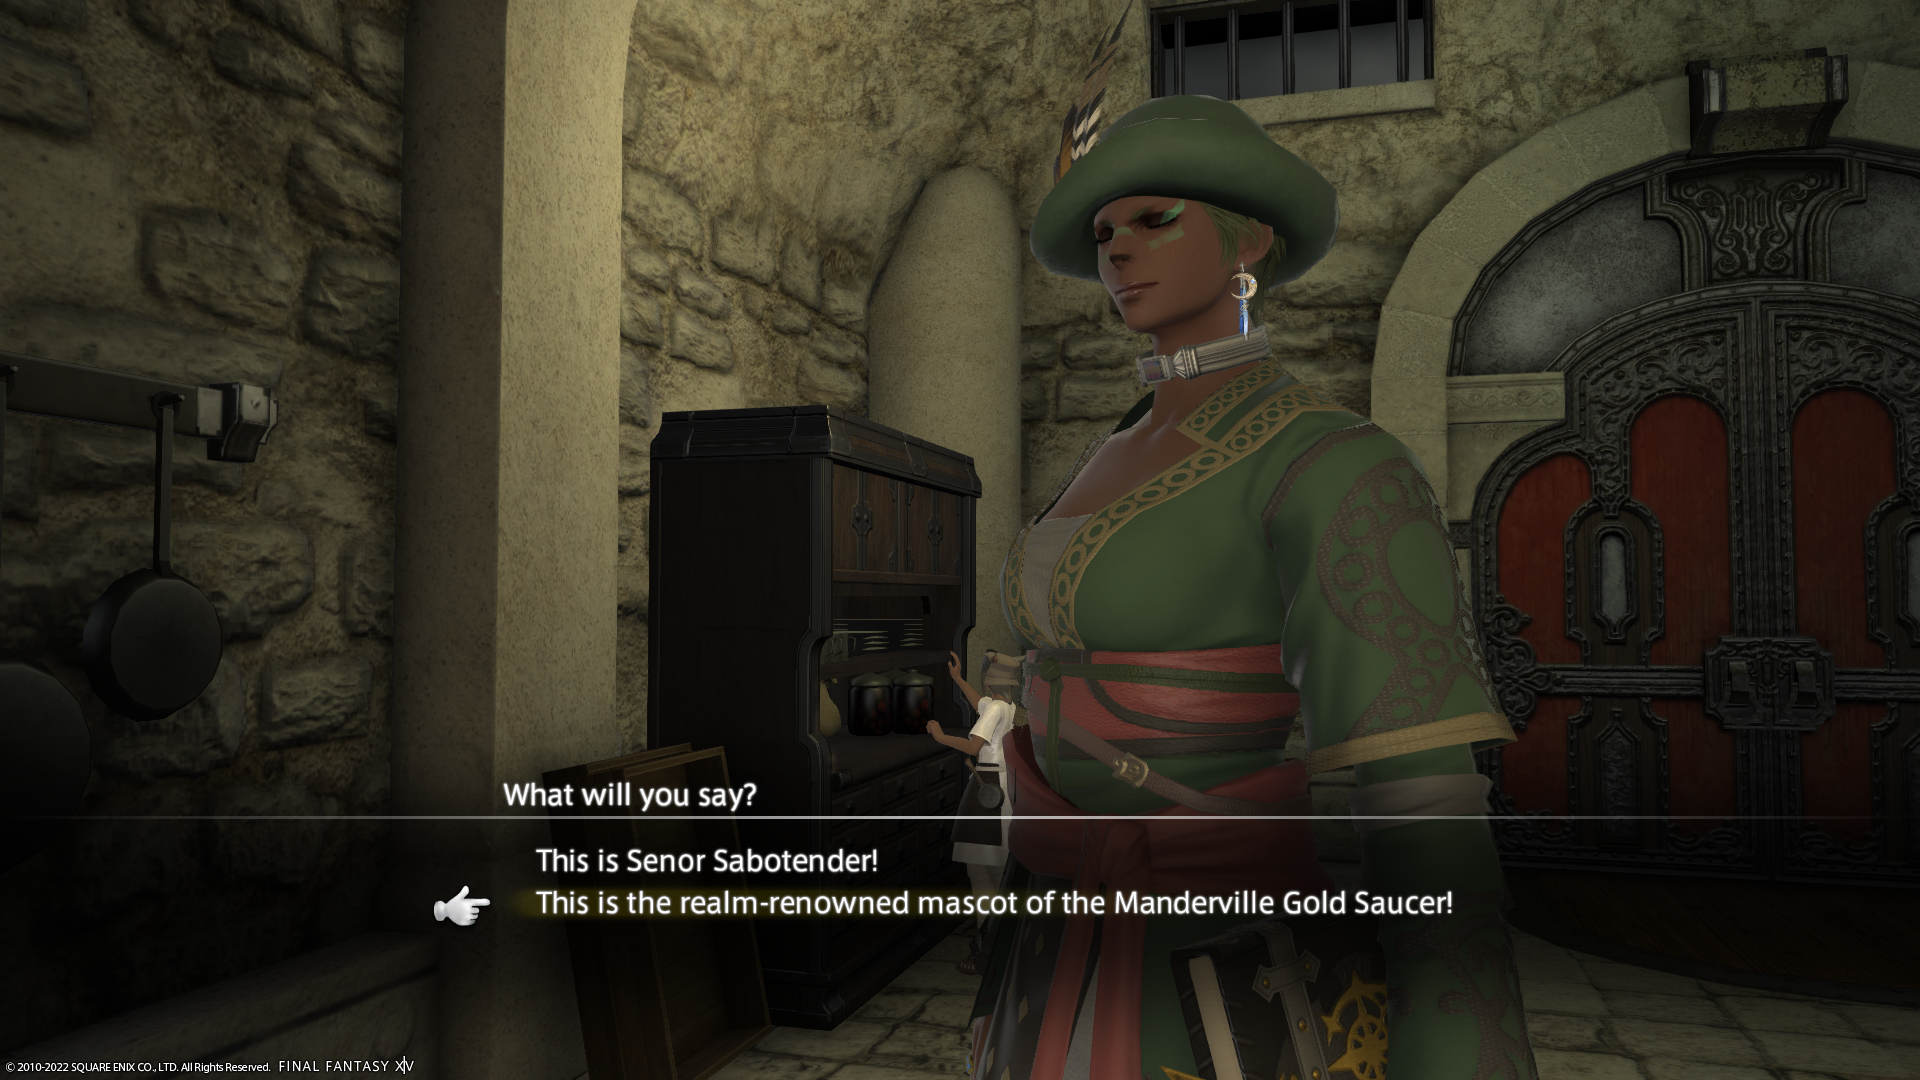 What will you say?
This is Senor Sabotender!
This is the realm-renowned mascot of the Manderville Gold Saucer!
© 2010-2022 SQUARE ENIX CO., LTD. All Rights Reserved. FINAL FANTASY XIV